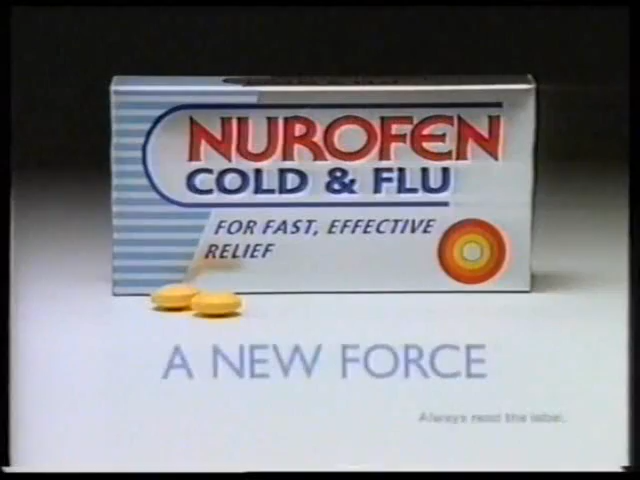 NUROFEN
COLD & FLU
FOR FAST, EFFECTIVE
RELIEF
A NEW FORCE
Always read the label.